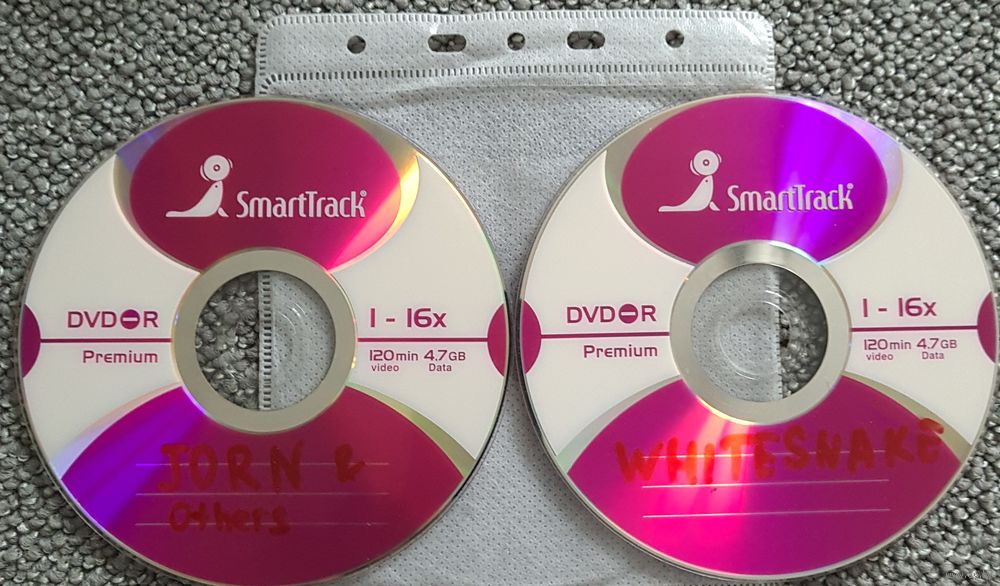 SmartTrack
DVD-R
1 - 16x
Premium
120min 4.7GB
video Data
JORN &
Others
SmartTrack
DVD-R
1 - 16x
Premium
120min 4.7GB
video Data
WHITESNAKE